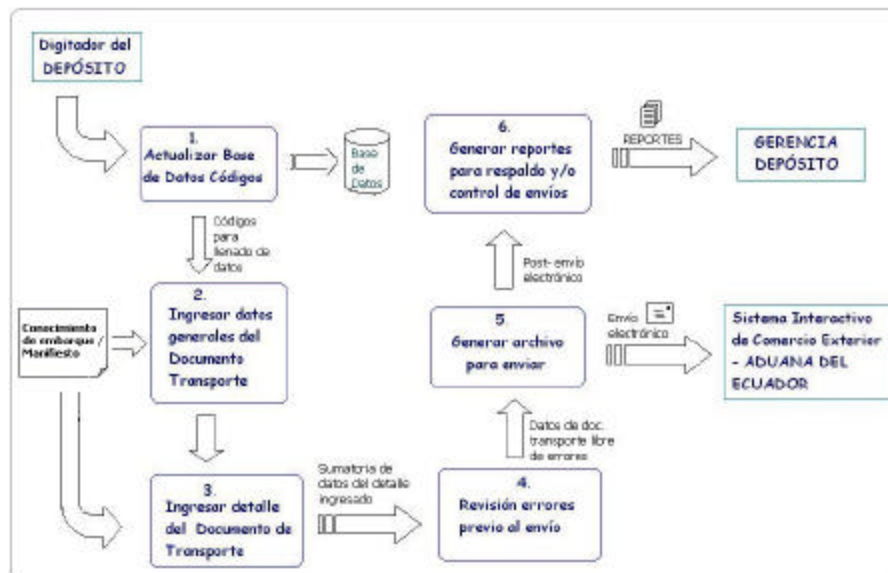 Digitador del
DEPÓSITO
1.
Actualizar Base
de Datos Códigos
Base
de
Datos
Códigos
para
llenado de
datos
Conocimiento
de embarque /
Manifiesto
2.
Ingresar datos
generales del
Documento
Transporte
3.
Ingresar detalle
del Documento de
Transporte
Sumatoria de
datos del detalle
ingresado
4.
Revisión errores
previo al envío
Datos de doc.
transporte libre
de errores
5.
Generar archivo
para enviar
Envío
electrónico
Sistema Interactivo
de Comercio Exterior
- ADUANA DEL
ECUADOR
Post- envío
electrónico
6.
Generar reportes
para respaldo y/o
control de envíos
REPORTES
GERENCIA
DEPÓSITO